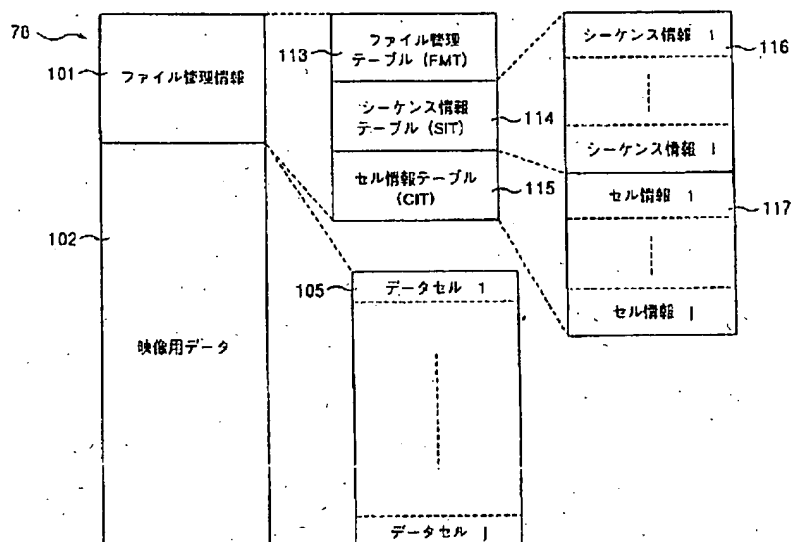 78
101
ファイル管理情報
102
映像用データ
113
ファイル管理
テーブル (FMT)
シーケンス情報
テーブル (SIT)
114
セル情報テーブル
(CIT)
115
105
データセル 1
データセル j
シーケンス情報 1
116
シーケンス情報 i
セル情報 1
117
セル情報 j